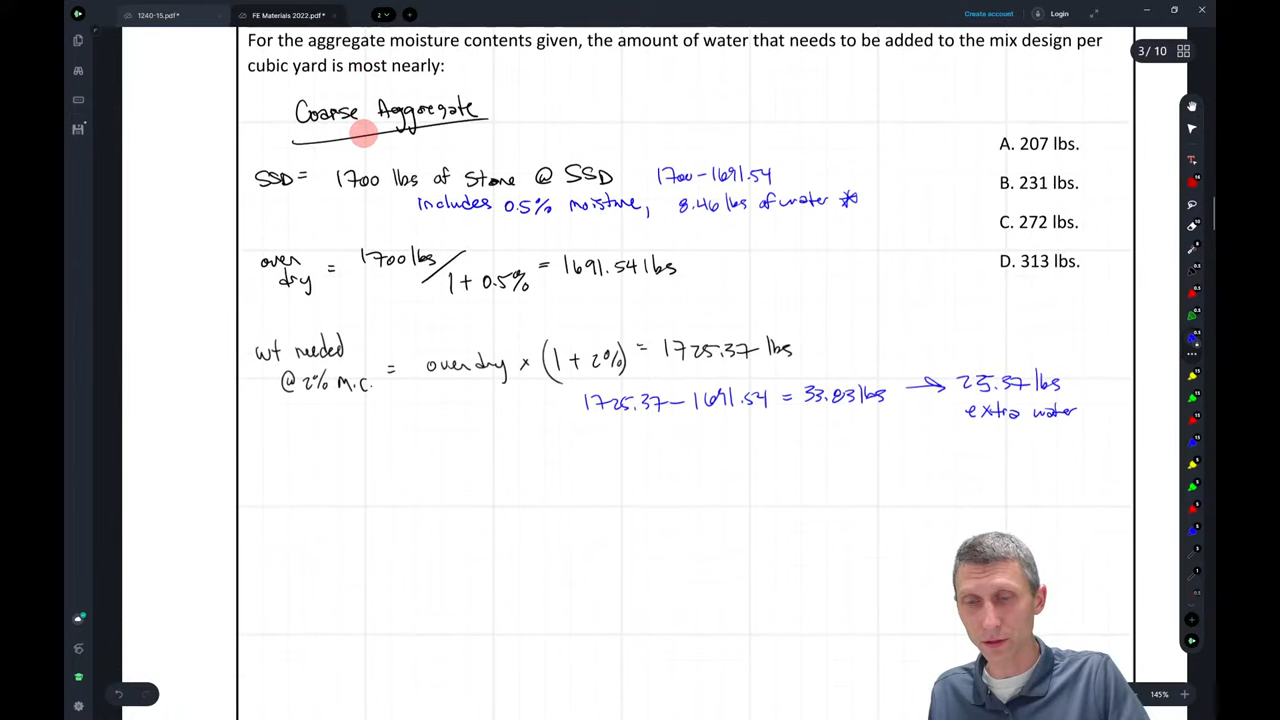 1240-15.pdf*
FE Materials 2022.pdf*
2
Create account
Login
For the aggregate moisture contents given, the amount of water that needs to be added to the mix design per
cubic yard is most nearly:
3 / 10
Coarse Aggregate
A. 207 lbs.
SSD = 1700 lbs of Stone @ SSD 1700-1691.54
B. 231 lbs.
includes 0.5% moisture, 8.46 lbs of water *
C. 272 lbs.
oven dry = 1700 lbs / 1 + 0.5% = 1691.54 lbs
D. 313 lbs.
wt needed @ 2% M.C. = oven dry × (1 + 2%) = 1725.37 lbs
1725.37 - 1691.54 = 33.83 lbs → 25.37 lbs
extra water
145%